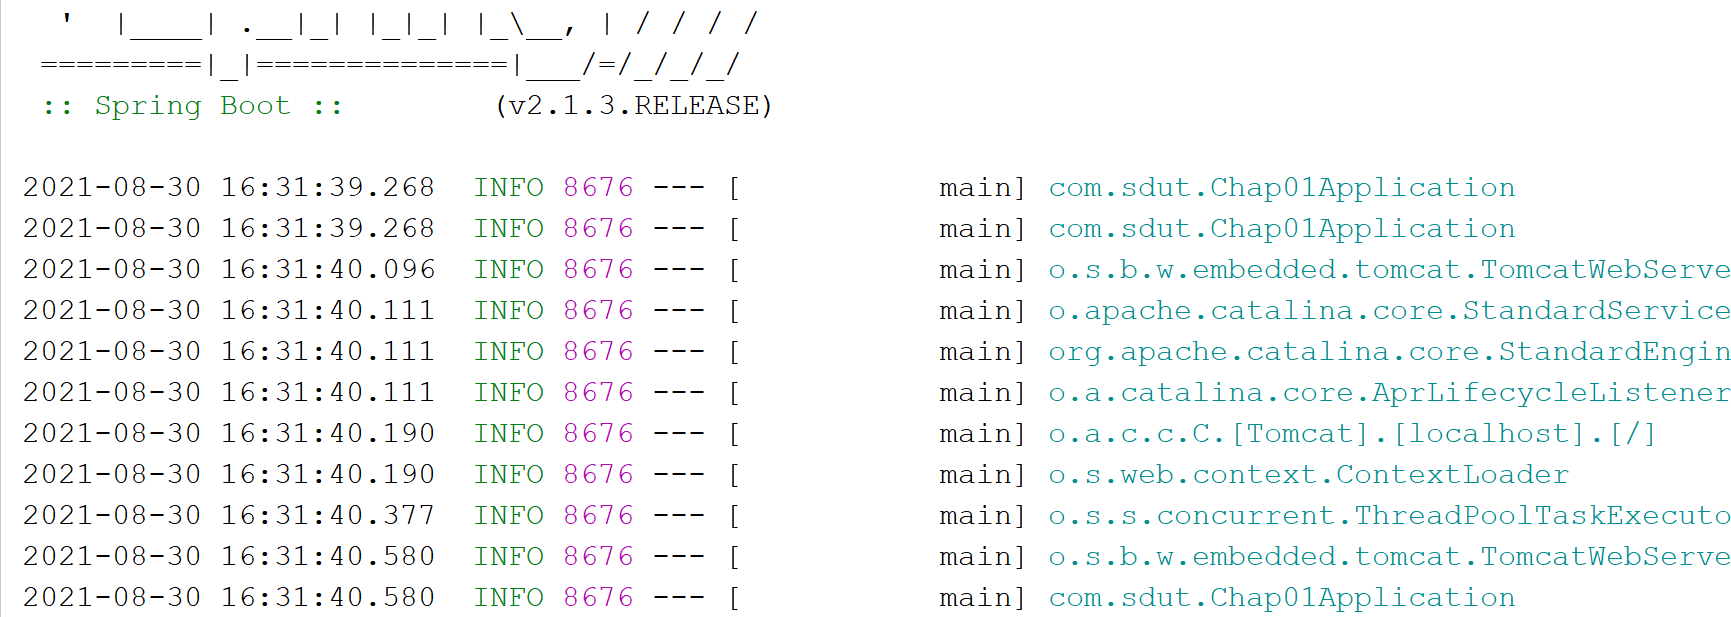 '  |____| .__|_| |_|_| |_\__, | / / / /
=========|_|==============|___/=/_/_/_/
:: Spring Boot ::        (v2.1.3.RELEASE)
2021-08-30 16:31:39.268  INFO 8676 --- [           main] com.sdut.Chap01Application
2021-08-30 16:31:39.268  INFO 8676 --- [           main] com.sdut.Chap01Application
2021-08-30 16:31:40.096  INFO 8676 --- [           main] o.s.b.w.embedded.tomcat.TomcatWebServe
2021-08-30 16:31:40.111  INFO 8676 --- [           main] o.apache.catalina.core.StandardService
2021-08-30 16:31:40.111  INFO 8676 --- [           main] org.apache.catalina.core.StandardEngin
2021-08-30 16:31:40.111  INFO 8676 --- [           main] o.a.catalina.core.AprLifecycleListener
2021-08-30 16:31:40.190  INFO 8676 --- [           main] o.a.c.c.C.[Tomcat].[localhost].[/]
2021-08-30 16:31:40.190  INFO 8676 --- [           main] o.s.web.context.ContextLoader
2021-08-30 16:31:40.377  INFO 8676 --- [           main] o.s.s.concurrent.ThreadPoolTaskExecuto
2021-08-30 16:31:40.580  INFO 8676 --- [           main] o.s.b.w.embedded.tomcat.TomcatWebServe
2021-08-30 16:31:40.580  INFO 8676 --- [           main] com.sdut.Chap01Application